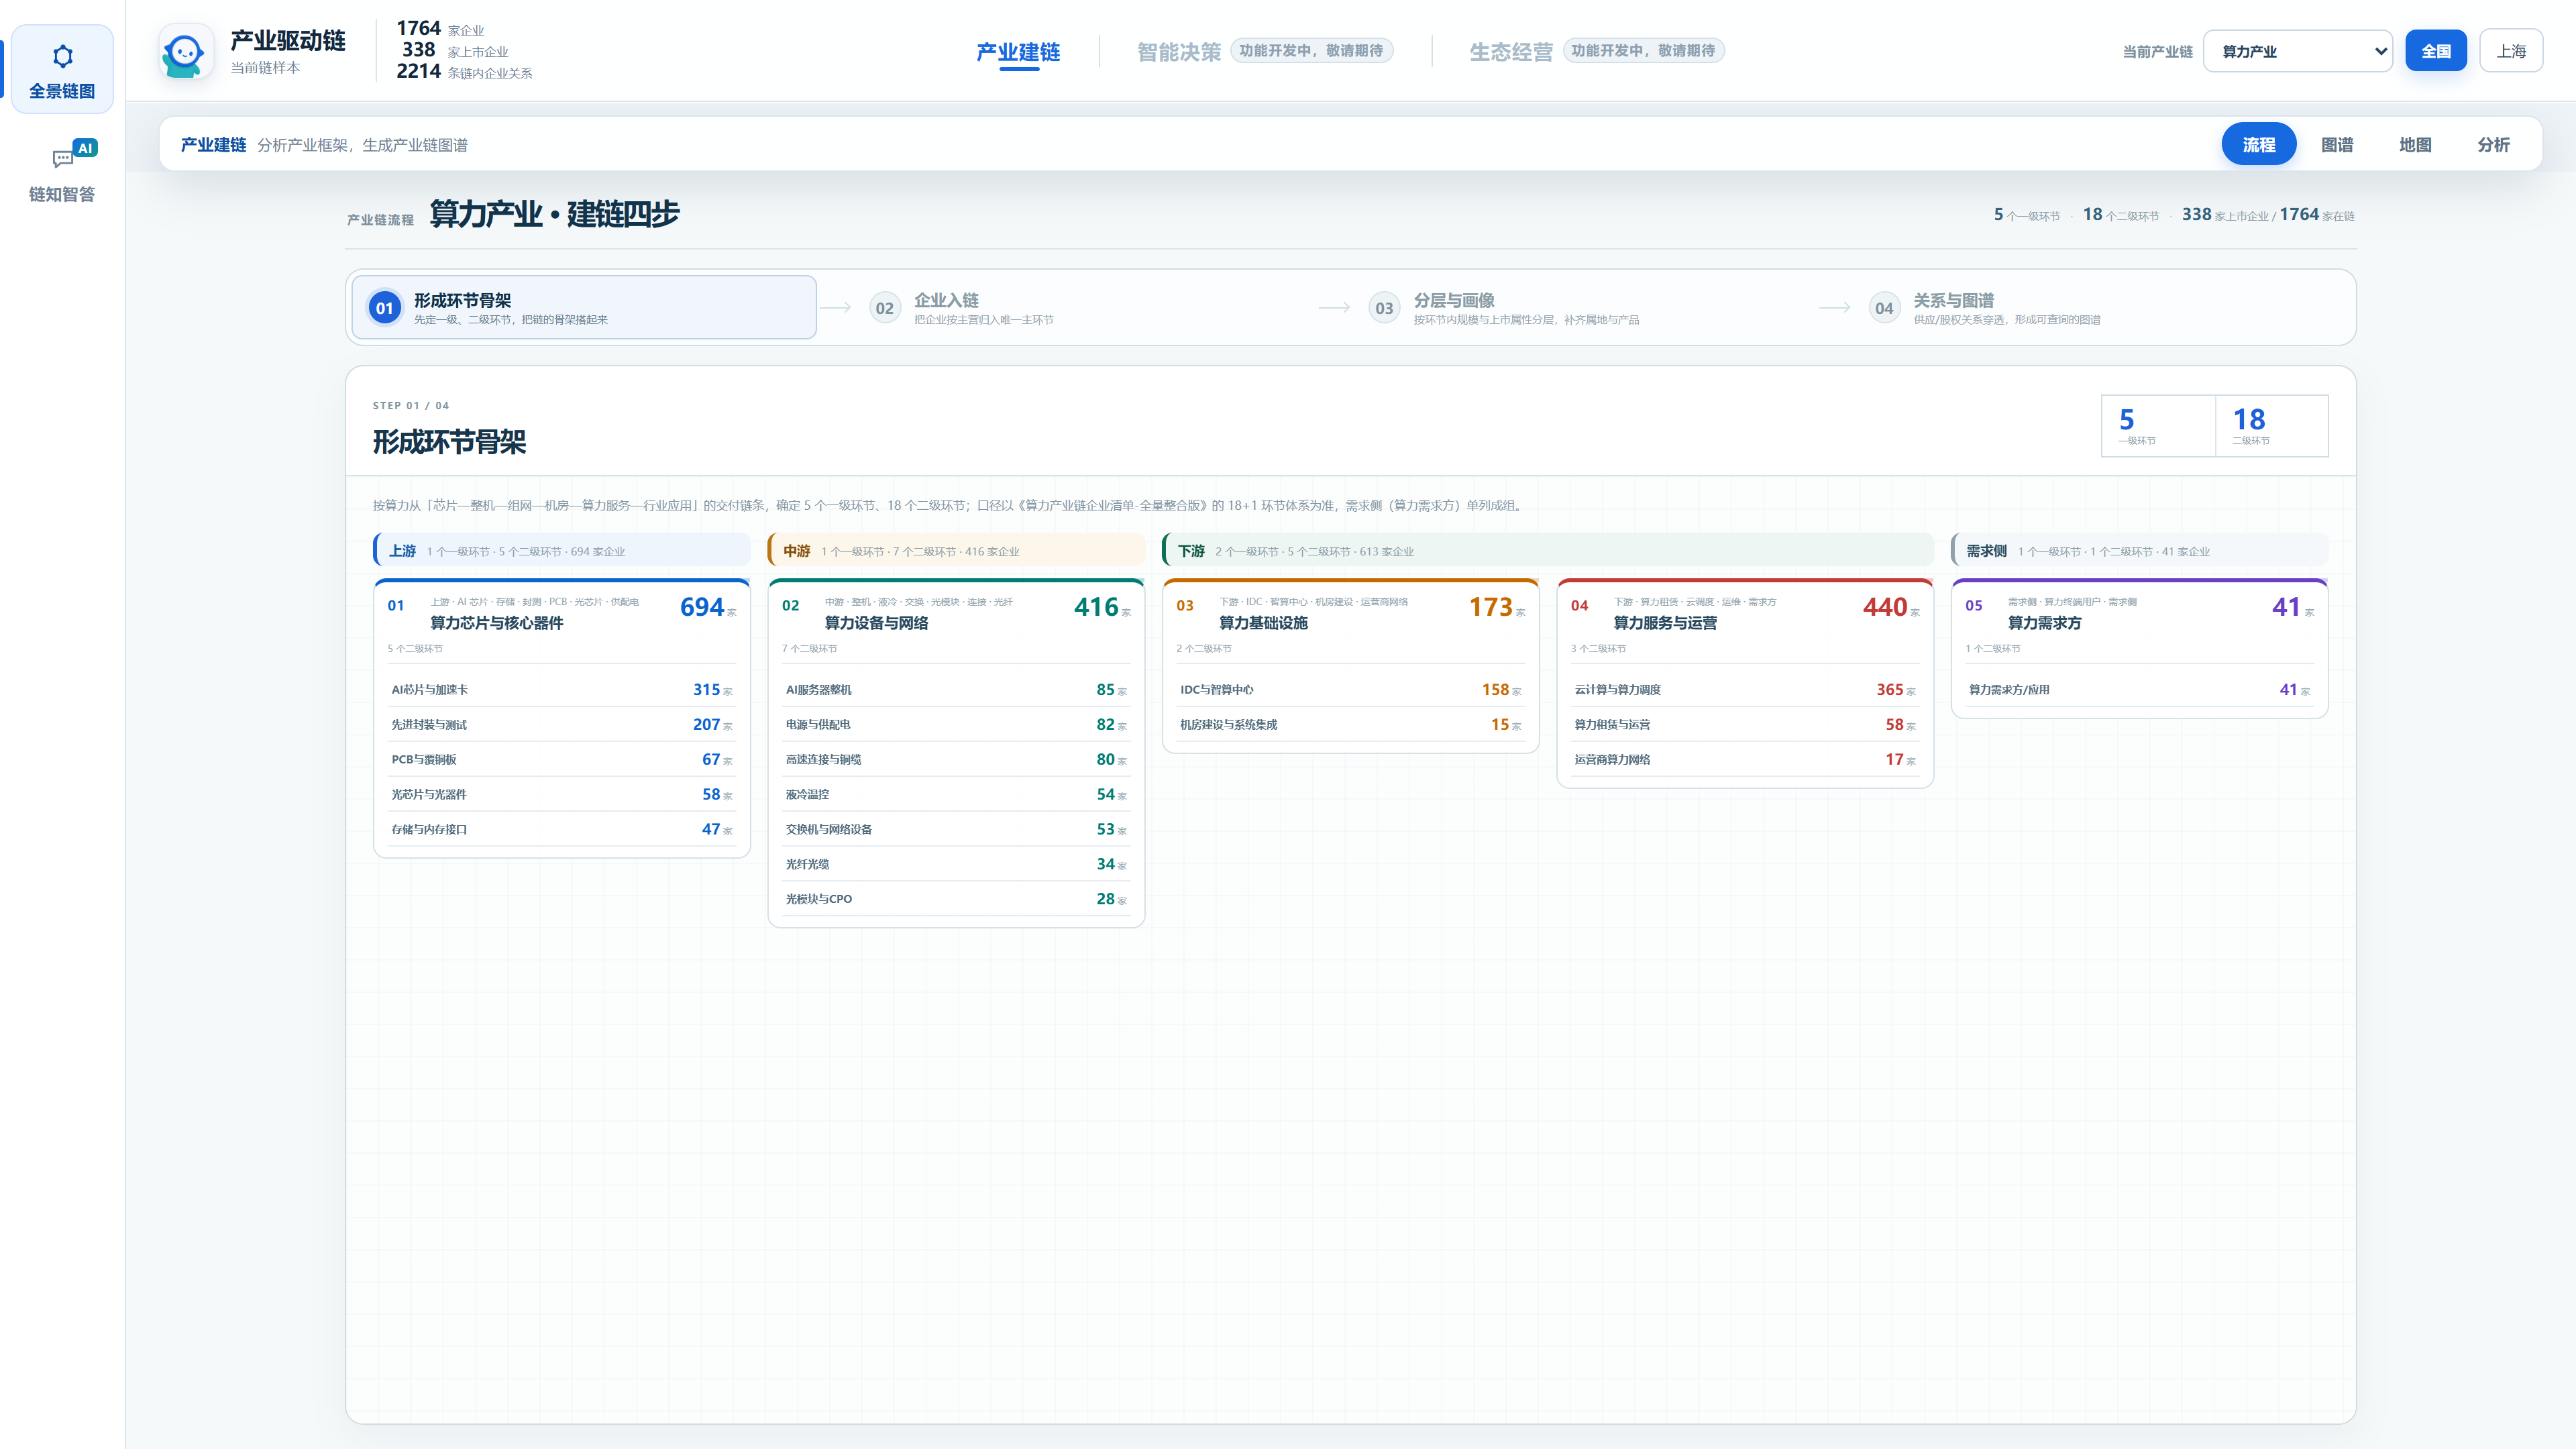 全景链图
AI
链知智答
产业驱动链
当前链样本
1764 家企业
338 家上市企业
2214 条链内企业关系
产业建链
智能决策 功能开发中，敬请期待
生态经营 功能开发中，敬请期待
当前产业链 算力产业 全国 上海
产业建链 分析产业框架，生成产业链图谱
流程 图谱 地图 分析
产业链流程 算力产业 • 建链四步
5 个一级环节 · 18 个二级环节 · 338 家上市企业 / 1764 家在链
01 形成环节骨架
先定一级、二级环节，把链的骨架搭起来
02 企业入链
把企业按主营归入唯一主环节
03 分层与画像
按环节内规模与上市属性分层，补齐属地与产品
04 关系与图谱
供应/股权关系穿透，形成可查询的图谱
STEP 01 / 04
形成环节骨架
5
一级环节
18
二级环节
按算力从「芯片—整机—组网—机房—算力服务—行业应用」的交付链条，确定 5 个一级环节、18 个二级环节；口径以《算力产业链企业清单-全量整合版》的 18+1 环节体系为准，需求侧（算力需求方）单列成组。
上游 1 个一级环节 · 5 个二级环节 · 694 家企业
01 上游 · AI 芯片 · 存储 · 封测 · PCB · 光芯片 · 供配电
算力芯片与核心器件
694 家
5 个二级环节
AI芯片与加速卡 315 家
先进封装与测试 207 家
PCB与覆铜板 67 家
光芯片与光器件 58 家
存储与内存接口 47 家
中游 1 个一级环节 · 7 个二级环节 · 416 家企业
02 中游 · 整机 · 液冷 · 交换 · 光模块 · 连接 · 光纤
算力设备与网络
416 家
7 个二级环节
AI服务器整机 85 家
电源与供配电 82 家
高速连接与铜缆 80 家
液冷温控 54 家
交换机与网络设备 53 家
光纤光缆 34 家
光模块与CPO 28 家
下游 2 个一级环节 · 5 个二级环节 · 613 家企业
03 下游 · IDC · 智算中心 · 机房建设 · 运营商网络
算力基础设施
173 家
2 个二级环节
IDC与智算中心 158 家
机房建设与系统集成 15 家
04 下游 · 算力租赁 · 云调度 · 运维 · 需求方
算力服务与运营
440 家
3 个二级环节
云计算与算力调度 365 家
算力租赁与运营 58 家
运营商算力网络 17 家
需求侧 1 个一级环节 · 1 个二级环节 · 41 家企业
05 需求侧 · 算力终端用户 · 需求侧
算力需求方
41 家
1 个二级环节
算力需求方/应用 41 家